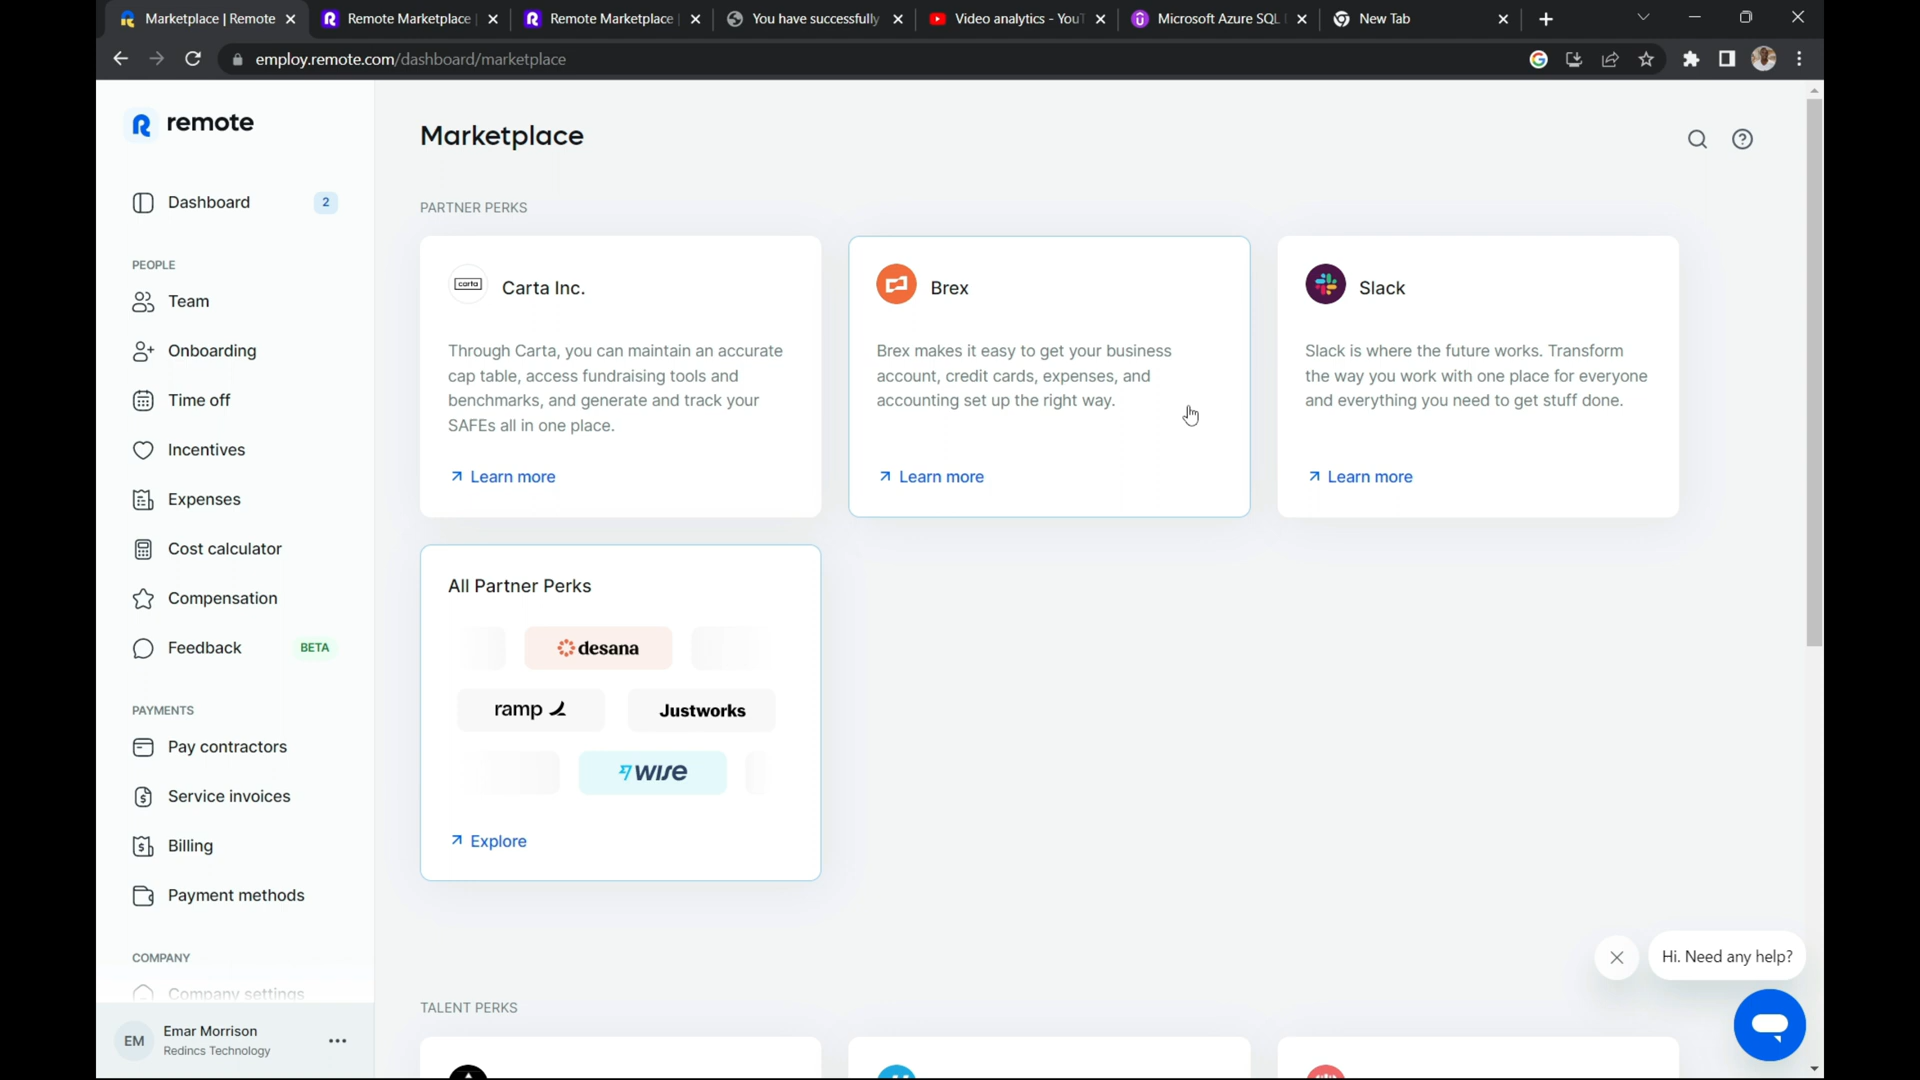 Marketplace | Remote
Remote Marketplace
Remote Marketplace
You have successfully
Video analytics - YouT
Microsoft Azure SQL
New Tab
employ.remote.com/dashboard/marketplace
remote
Dashboard 2
PEOPLE
Team
Onboarding
Time off
Incentives
Expenses
Cost calculator
Compensation
Feedback BETA
PAYMENTS
Pay contractors
Service invoices
Billing
Payment methods
COMPANY
Company settings
EM
Emar Morrison
Redincs Technology
Marketplace
PARTNER PERKS
carta
Carta Inc.
Through Carta, you can maintain an accurate
cap table, access fundraising tools and
benchmarks, and generate and track your
SAFEs all in one place.
Learn more
Brex
Brex makes it easy to get your business
account, credit cards, expenses, and
accounting set up the right way.
Learn more
Slack
Slack is where the future works. Transform
the way you work with one place for everyone
and everything you need to get stuff done.
Learn more
All Partner Perks
desana
ramp
Justworks
WISE
Explore
TALENT PERKS
Hi. Need any help?